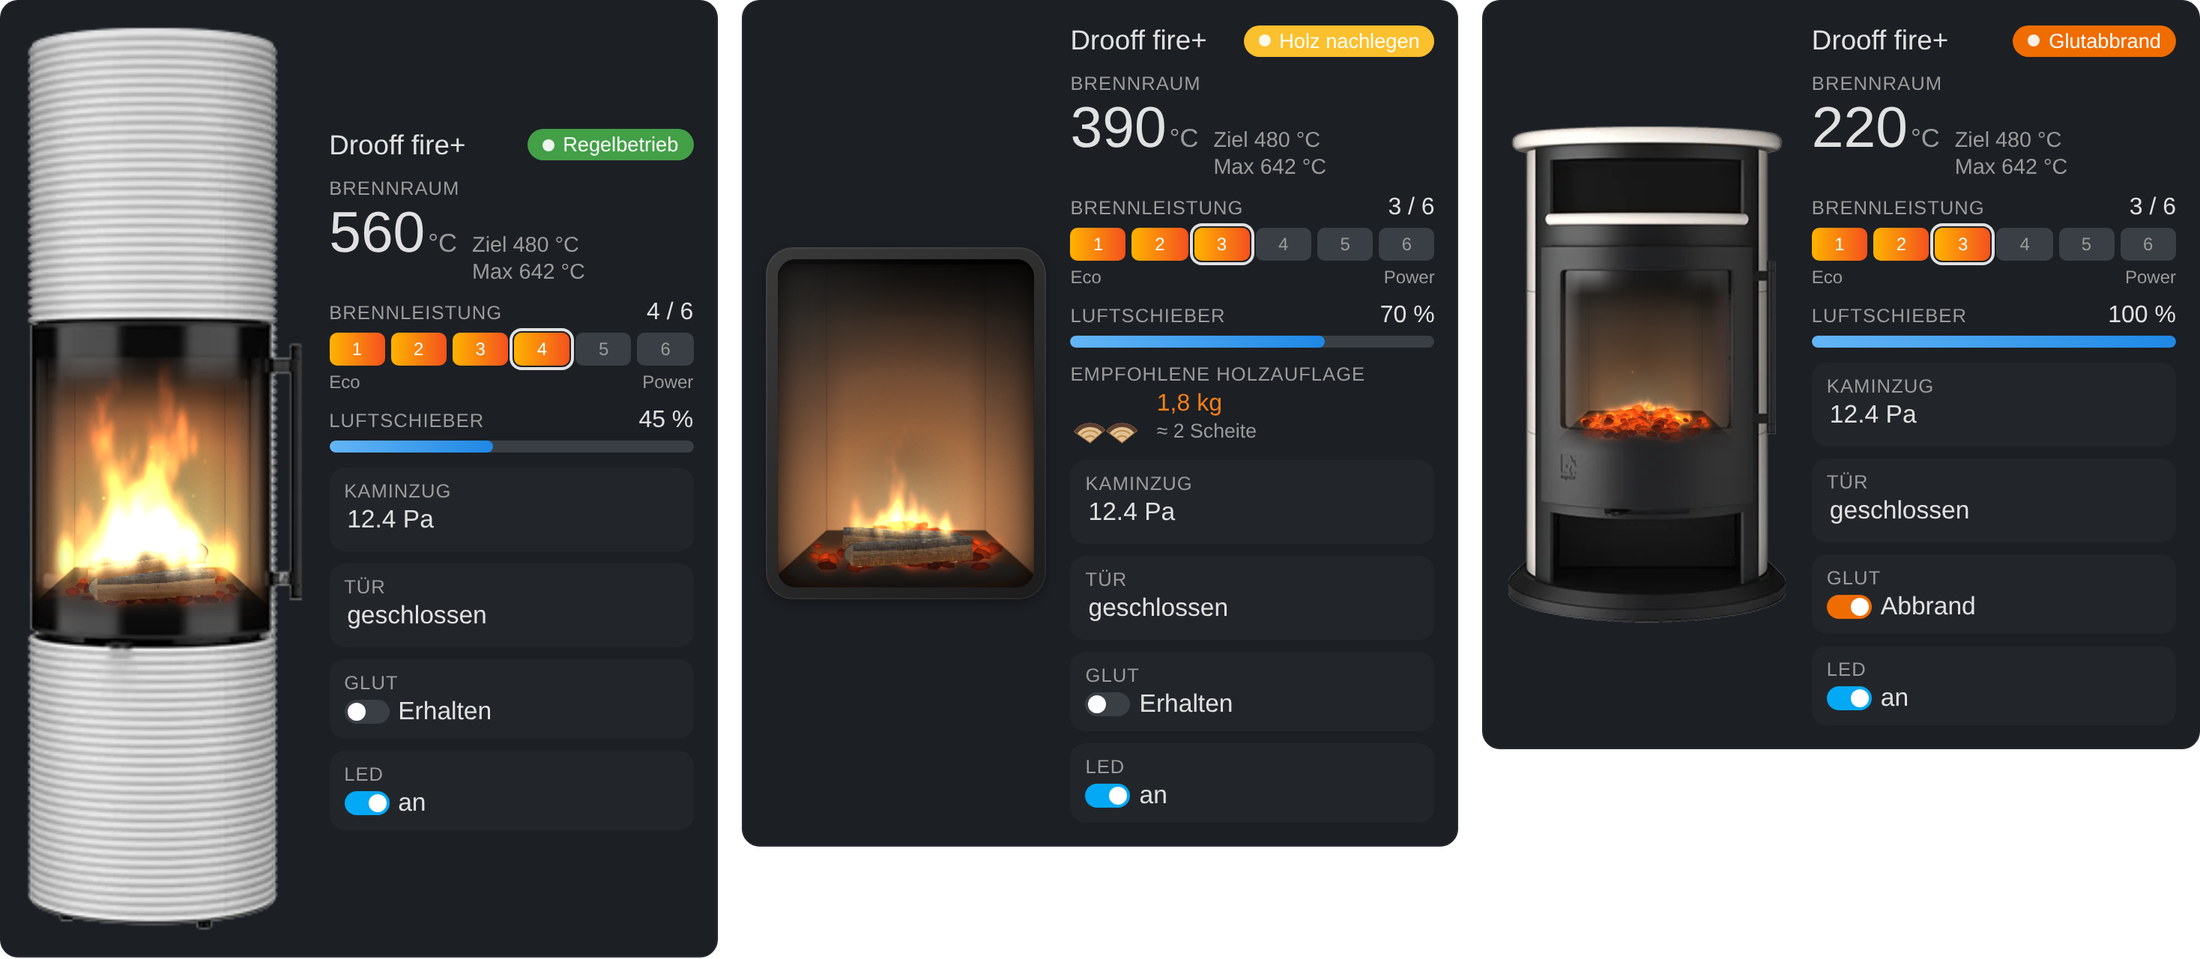 Drooff fire+
Regelbetrieb
BRENNRAUM
560 °C
Ziel 480 °C
Max 642 °C
BRENNLEISTUNG 4 / 6
1 2 3 4 5 6
Eco Power
LUFTSCHIEBER 45 %
KAMINZUG
12.4 Pa
TÜR
geschlossen
GLUT
Erhalten
LED
an
Drooff fire+
Holz nachlegen
BRENNRAUM
390 °C
Ziel 480 °C
Max 642 °C
BRENNLEISTUNG 3 / 6
1 2 3 4 5 6
Eco Power
LUFTSCHIEBER 70 %
EMPFOHLENE HOLZAUFLAGE
1,8 kg
≈ 2 Scheite
KAMINZUG
12.4 Pa
TÜR
geschlossen
GLUT
Erhalten
LED
an
Drooff fire+
Glutabbrand
BRENNRAUM
220 °C
Ziel 480 °C
Max 642 °C
BRENNLEISTUNG 3 / 6
1 2 3 4 5 6
Eco Power
LUFTSCHIEBER 100 %
KAMINZUG
12.4 Pa
TÜR
geschlossen
GLUT
Abbrand
LED
an